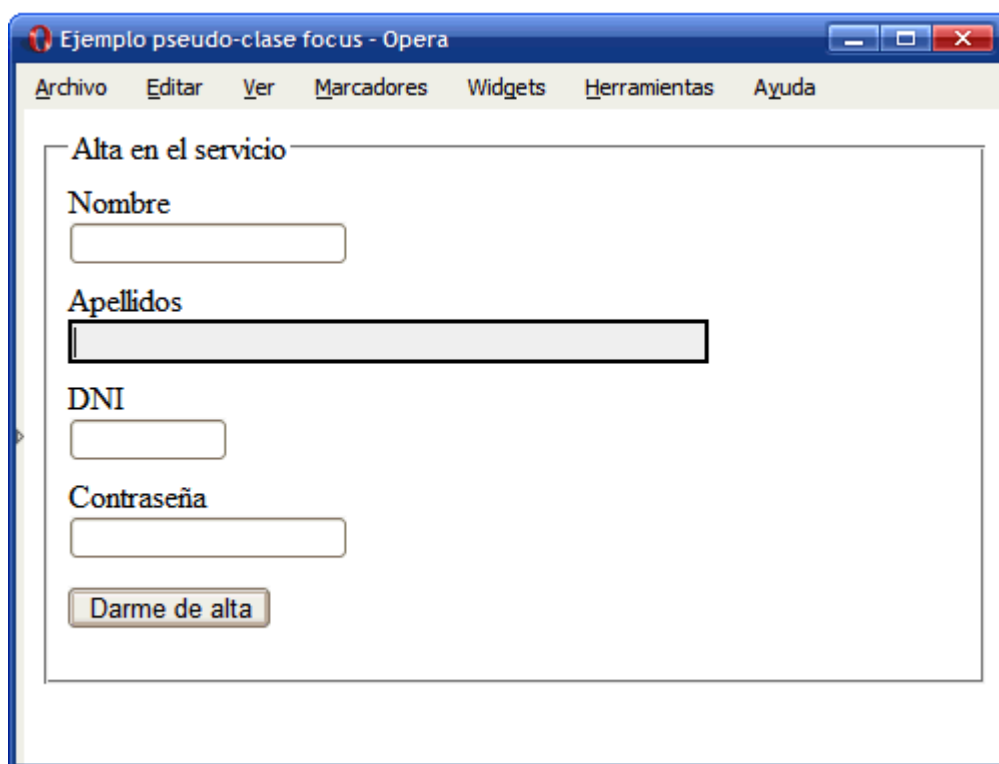 Ejemplo pseudo-clase focus - Opera
Archivo Editar Ver Marcadores Widgets Herramientas Ayuda
Alta en el servicio
Nombre
Apellidos
DNI
Contraseña
Darme de alta